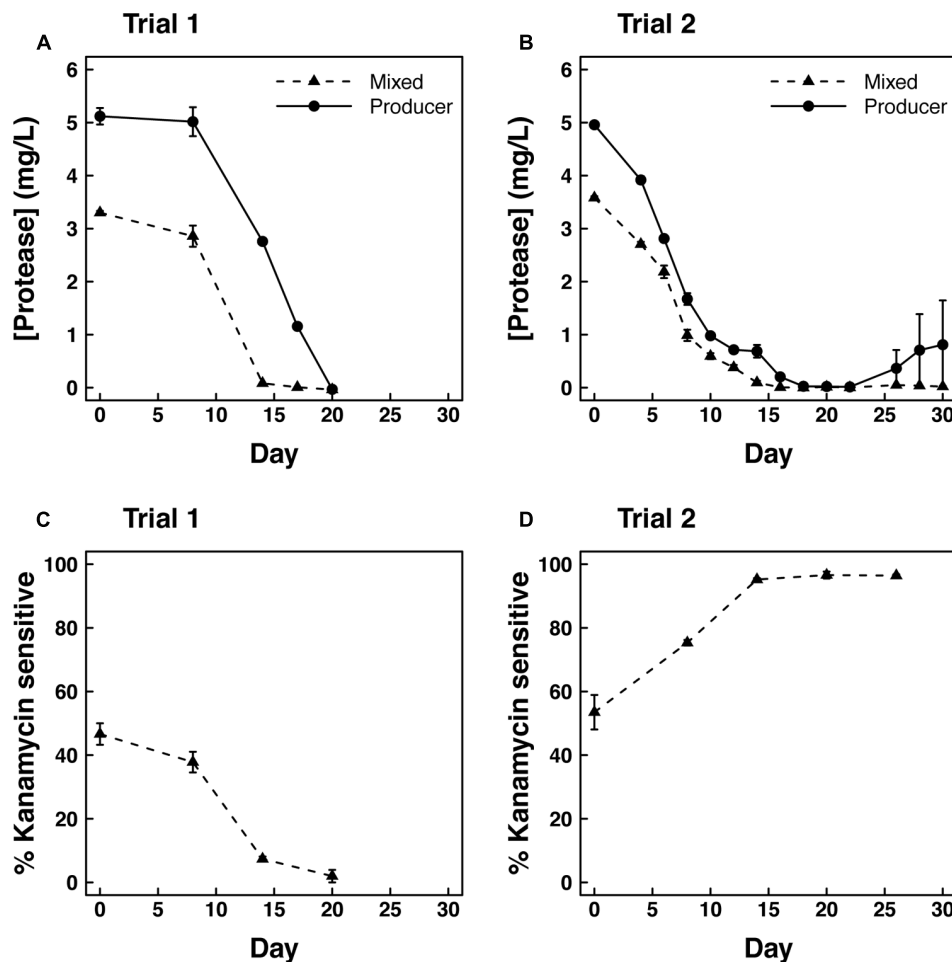 A Trial 1
[Protease] (mg/L)
6
5
4
3
2
1
0
Mixed
Producer
0 5 10 15 20 25 30
Day
B Trial 2
[Protease] (mg/L)
6
5
4
3
2
1
0
Mixed
Producer
0 5 10 15 20 25 30
Day
C Trial 1
% Kanamycin sensitive
100
80
60
40
20
0
0 5 10 15 20 25 30
Day
D Trial 2
% Kanamycin sensitive
100
80
60
40
20
0
0 5 10 15 20 25 30
Day